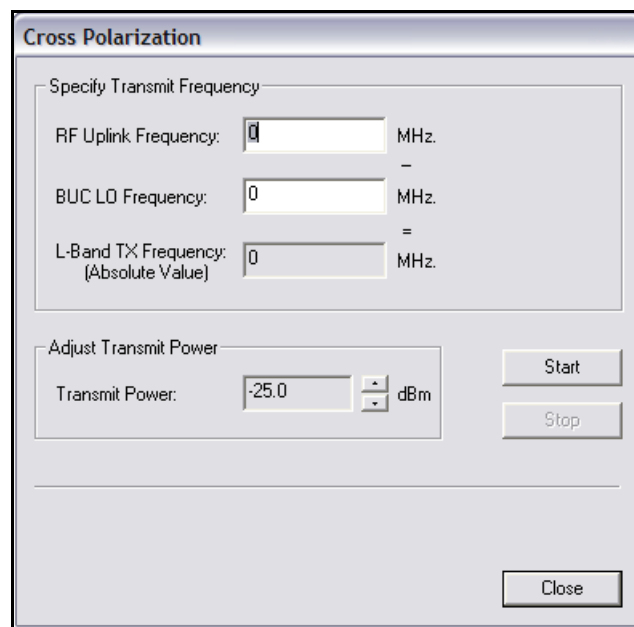 Cross Polarization
Specify Transmit Frequency
RF Uplink Frequency: 0 MHz.
–
BUC LO Frequency: 0 MHz.
=
L-Band TX Frequency: 0 MHz.
(Absolute Value)
Adjust Transmit Power
Transmit Power: -25.0 dBm
Start
Stop
Close